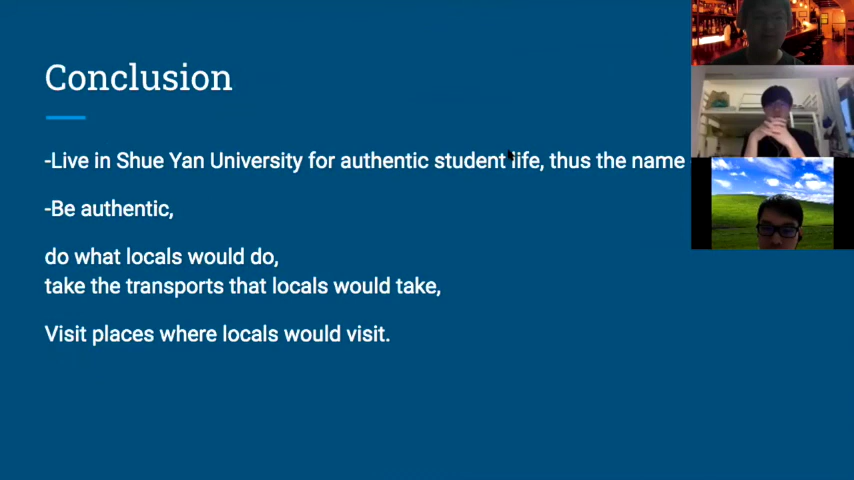 Conclusion
-Live in Shue Yan University for authentic student life, thus the name
-Be authentic,
do what locals would do,
take the transports that locals would take,
Visit places where locals would visit.